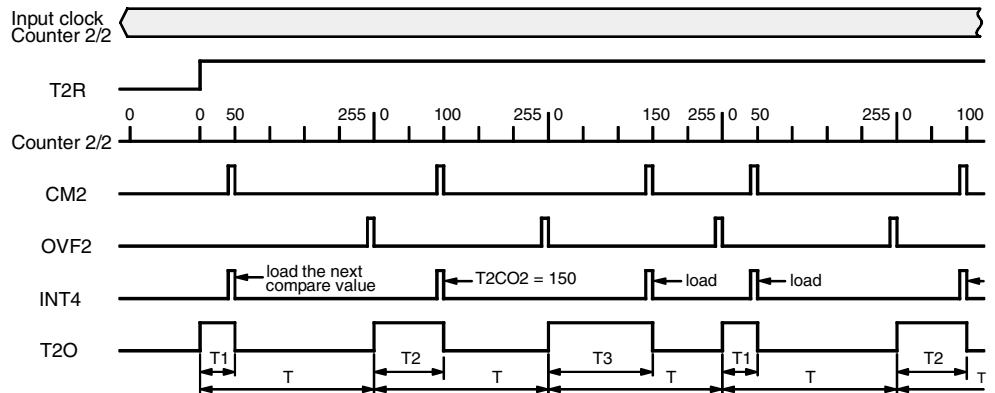 Input clock
Counter 2/2
T2R
0 0 50 255 0 100 255 0 150 255 0 50 255 0 100
Counter 2/2
CM2
OVF2
INT4
load the next
compare value
T2CO2 = 150
load
load
T2O
T1 T2 T3 T1 T2
T T T T T